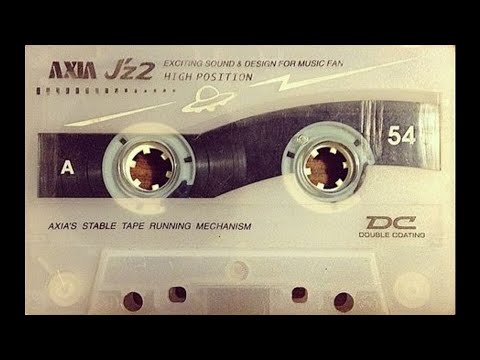 AXIA J'z2
EXCITING SOUND & DESIGN FOR MUSIC FAN
HIGH POSITION
A
54
AXIA'S STABLE TAPE RUNNING MECHANISM
DC
DOUBLE COATING